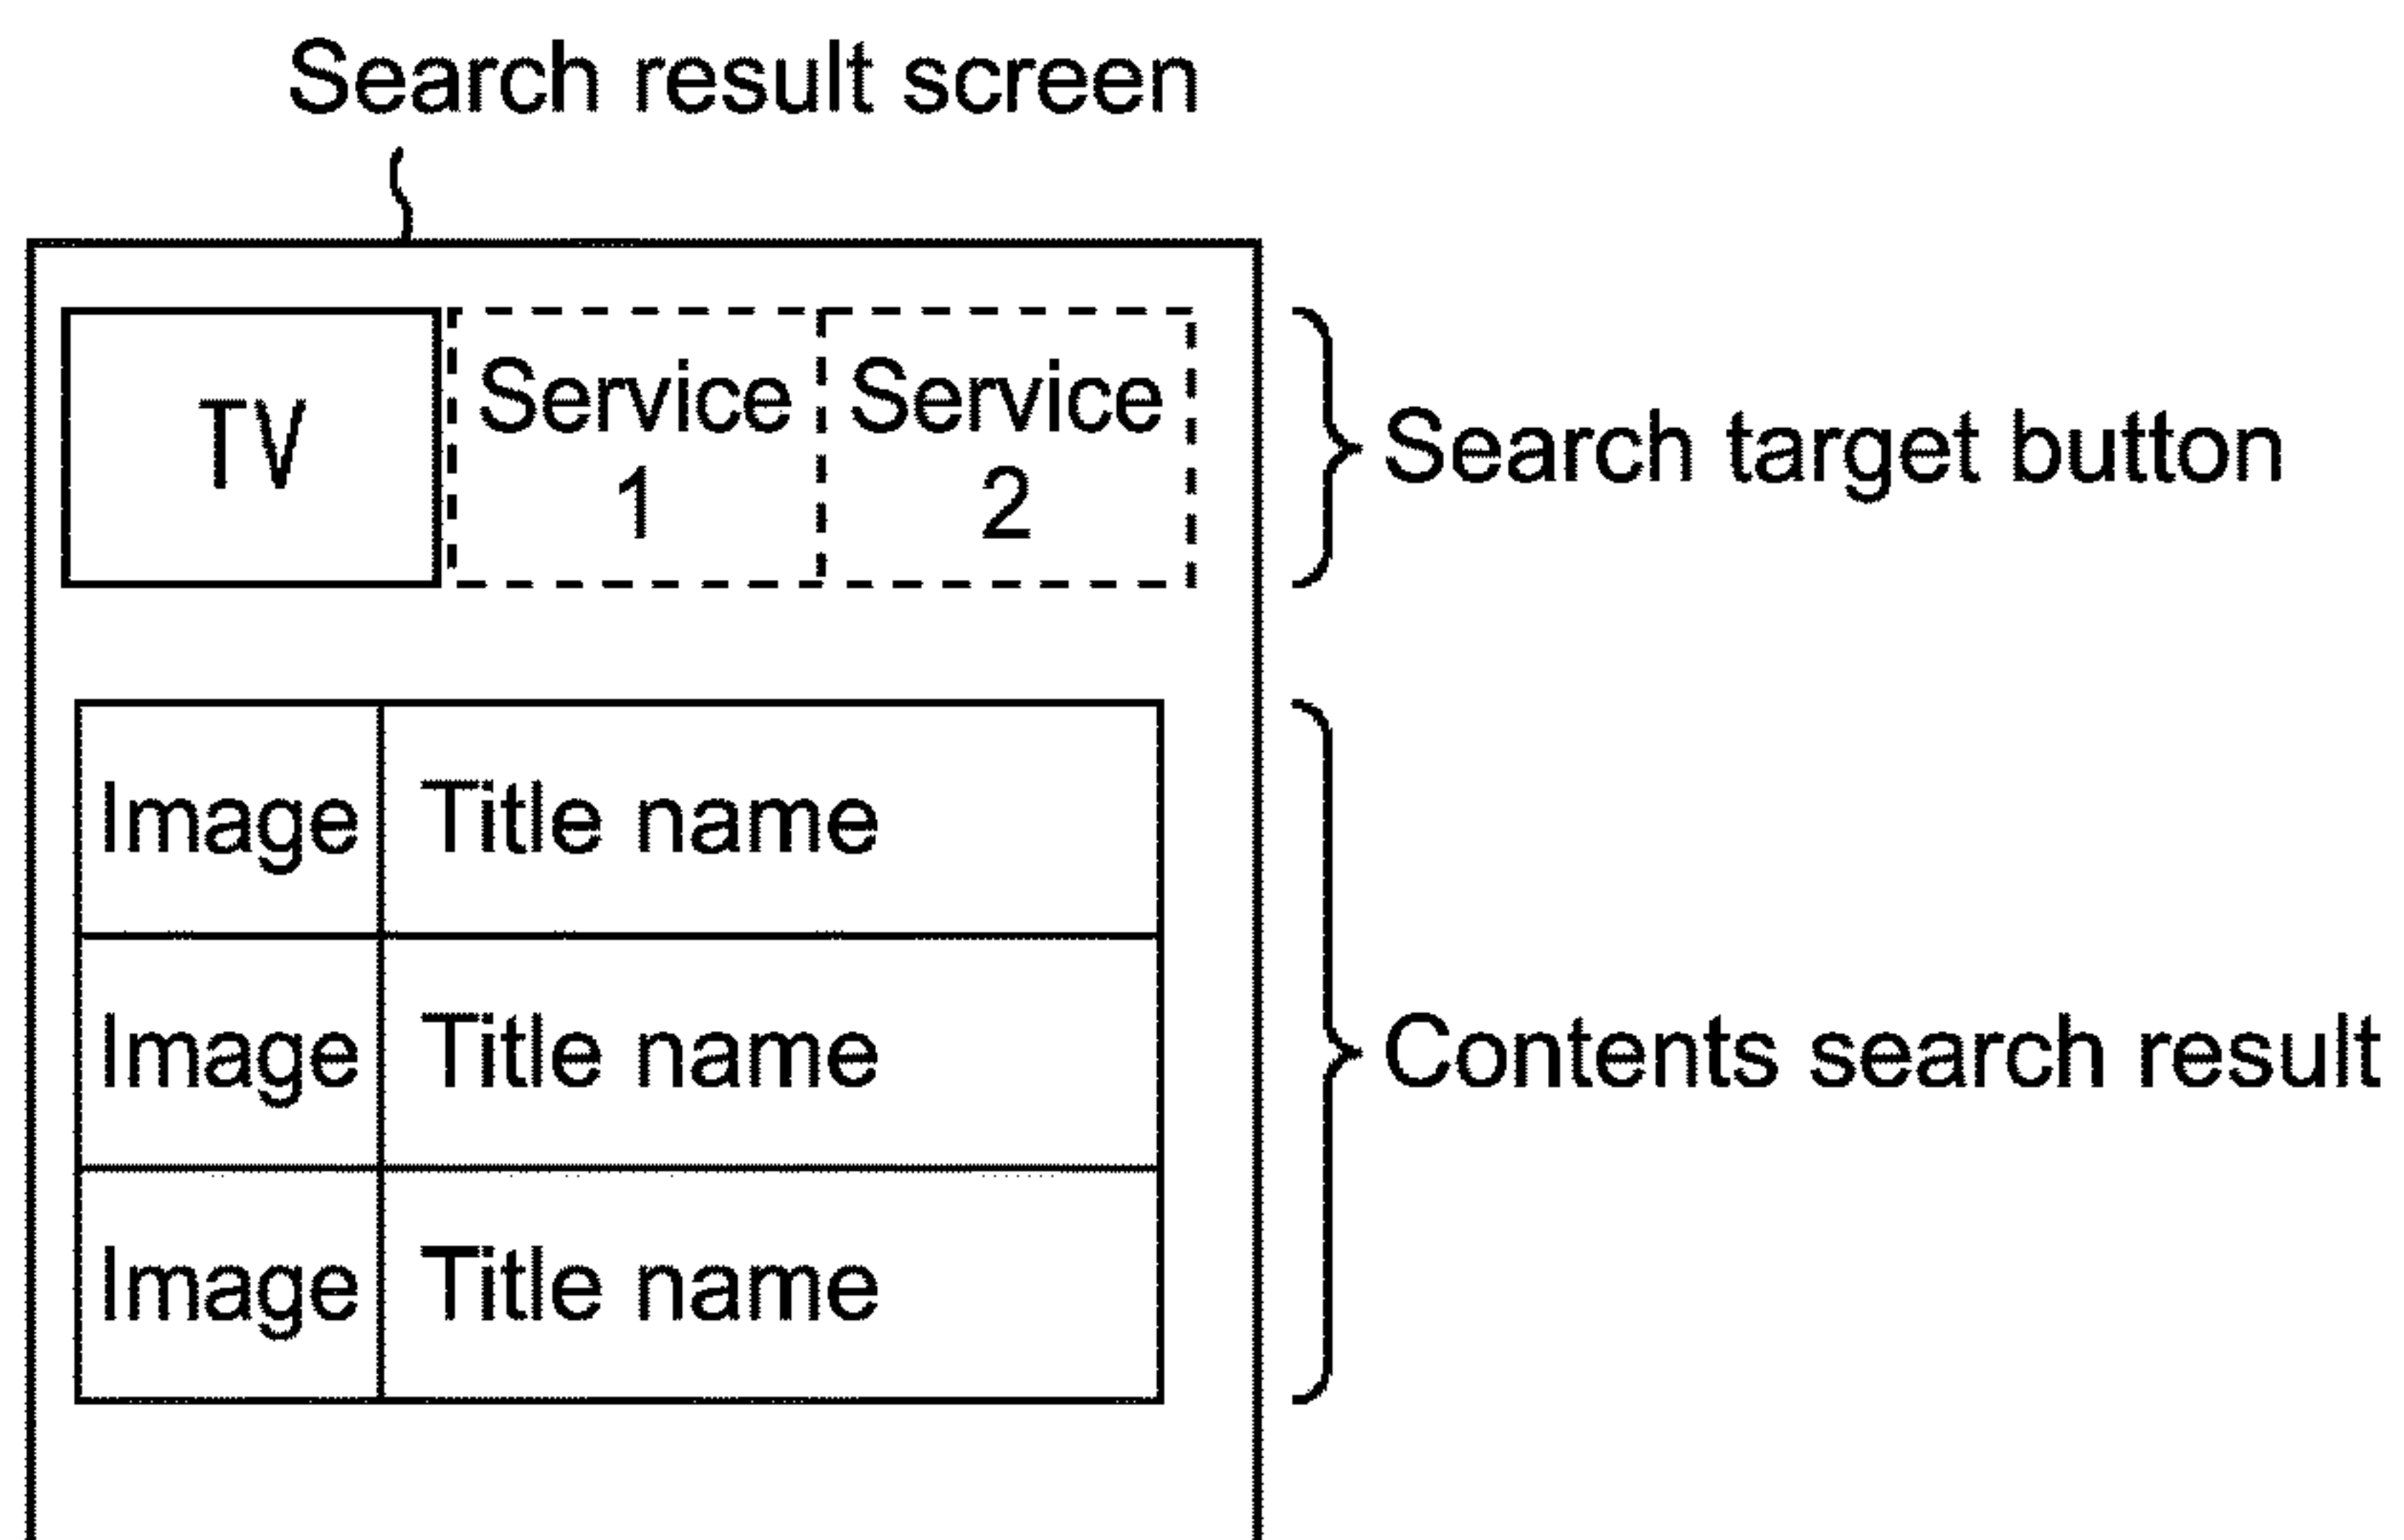 Search result screen
TV
Service
1
Service
2
Search target button
Image Title name
Image Title name
Image Title name
Contents search result